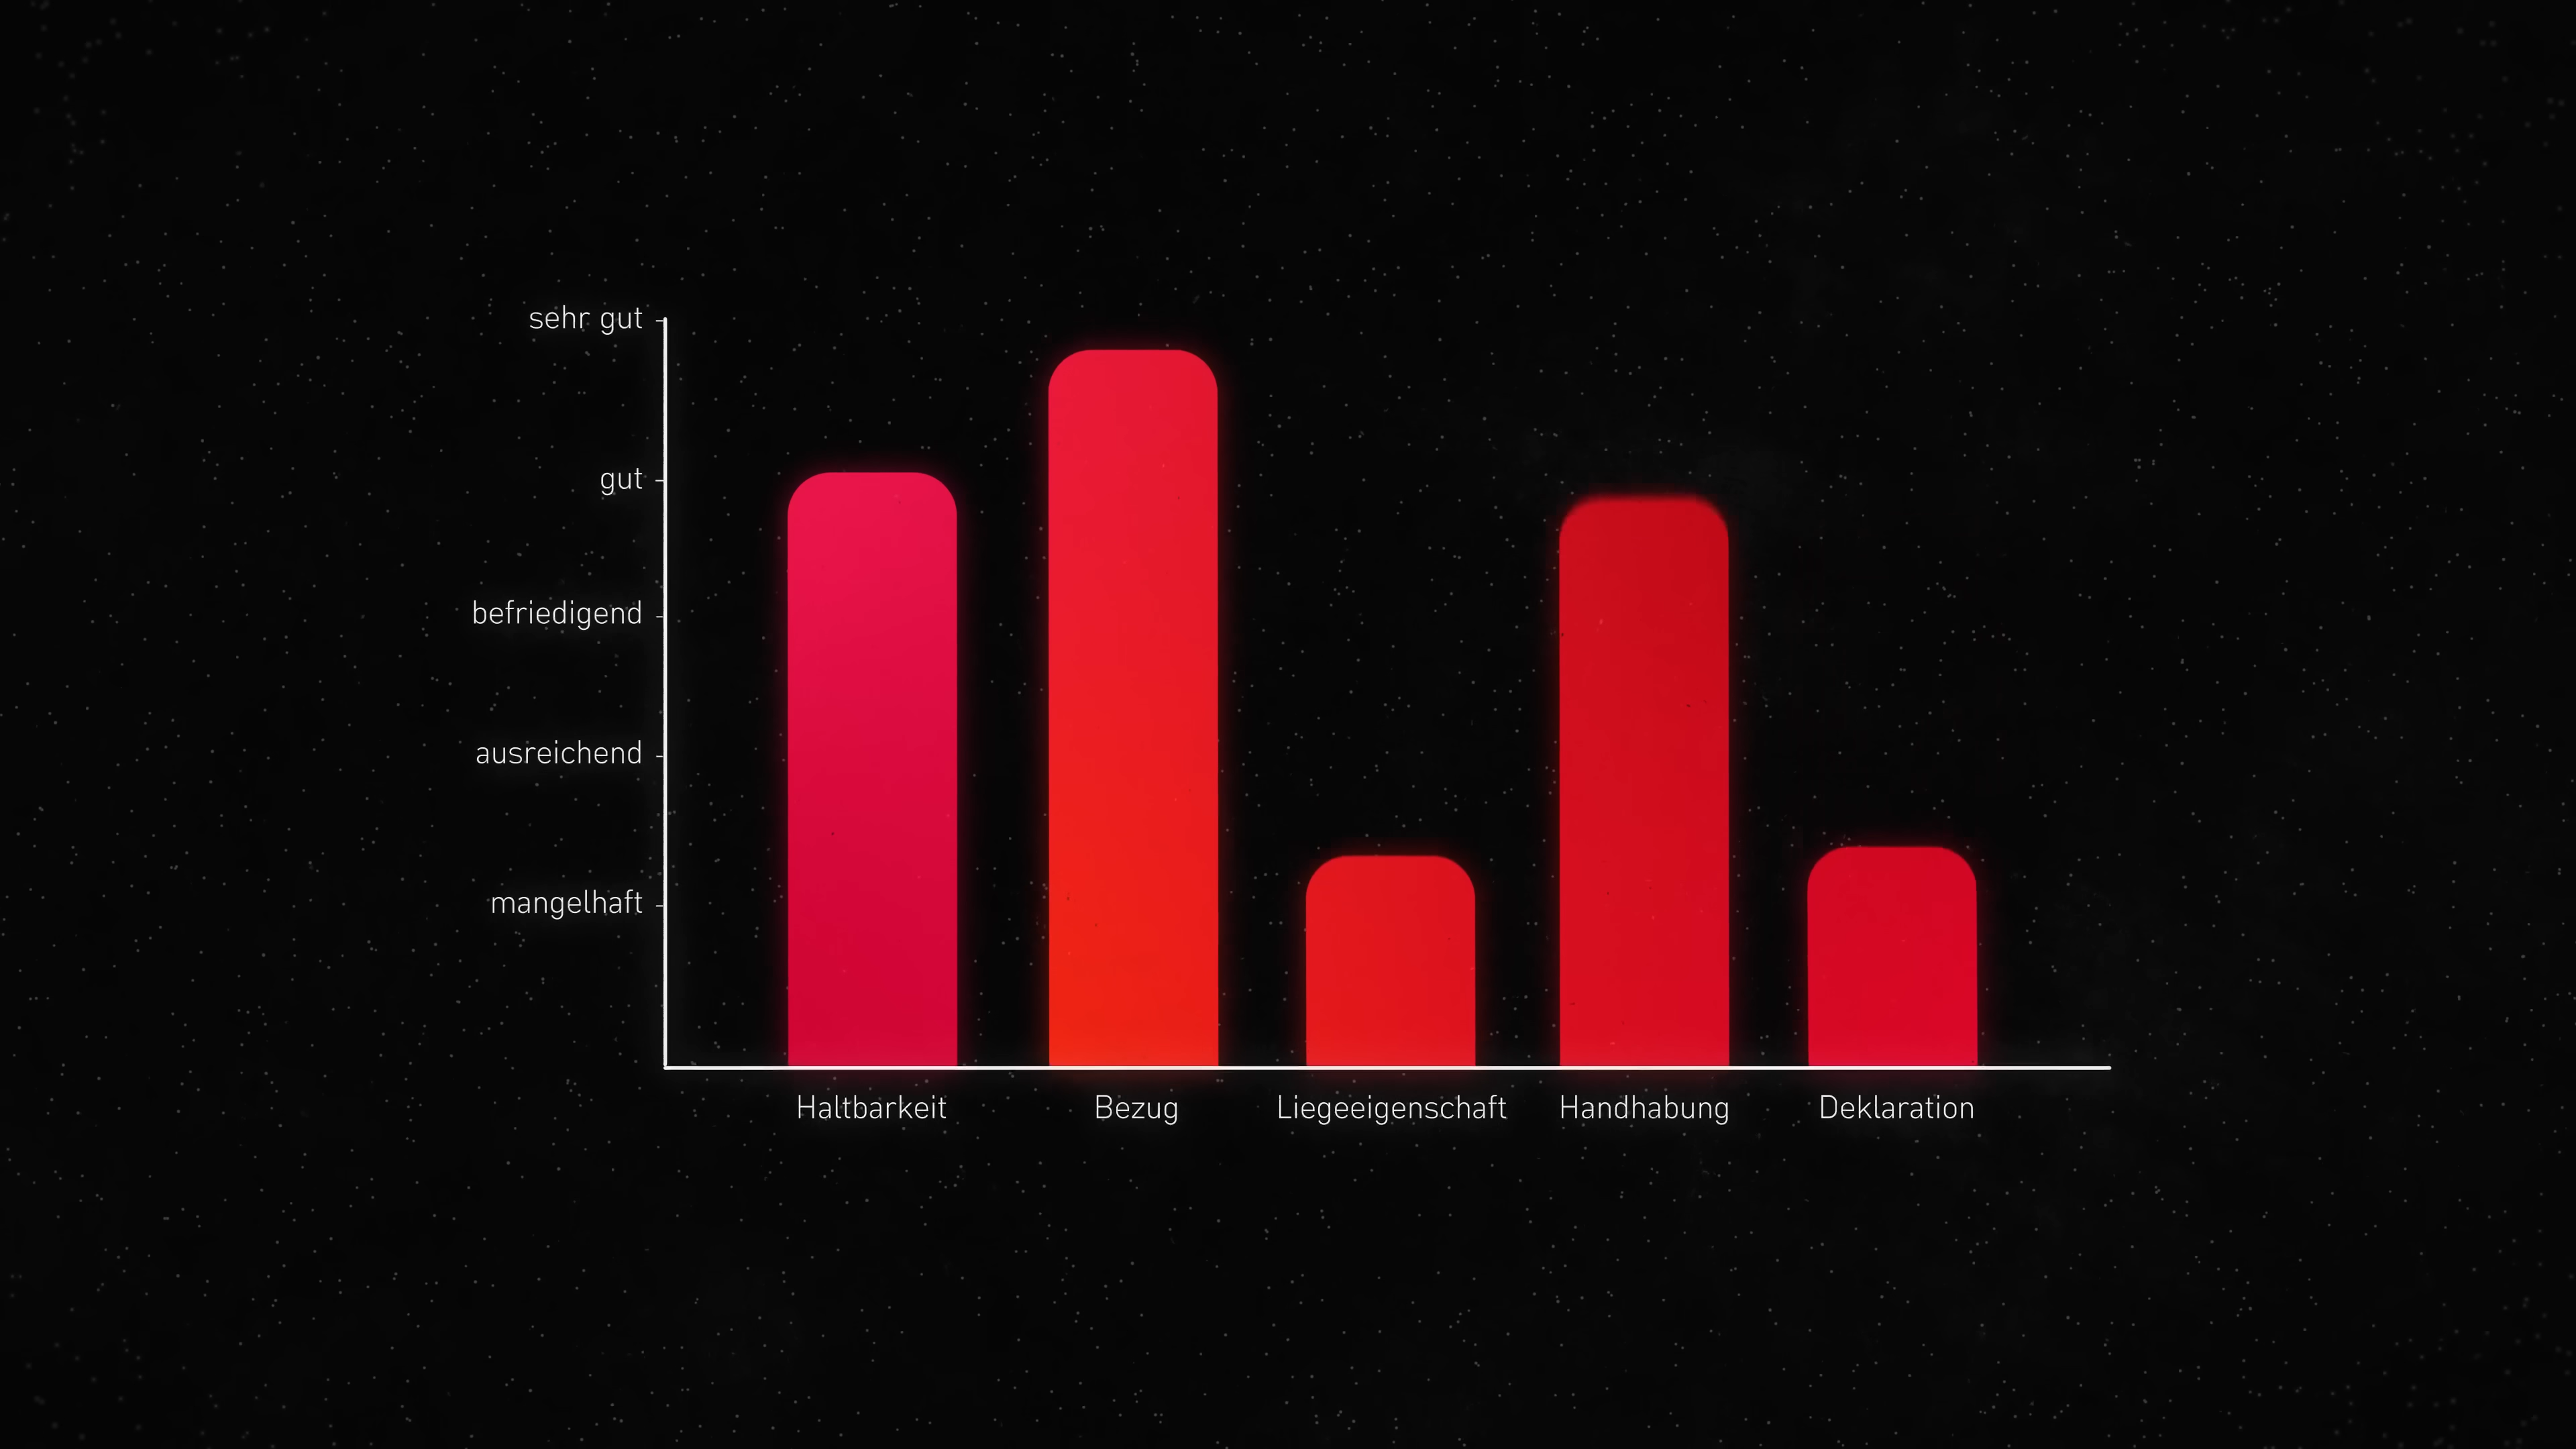 sehr gut
gut
befriedigend
ausreichend
mangelhaft
Haltbarkeit
Bezug
Liegeeigenschaft
Handhabung
Deklaration